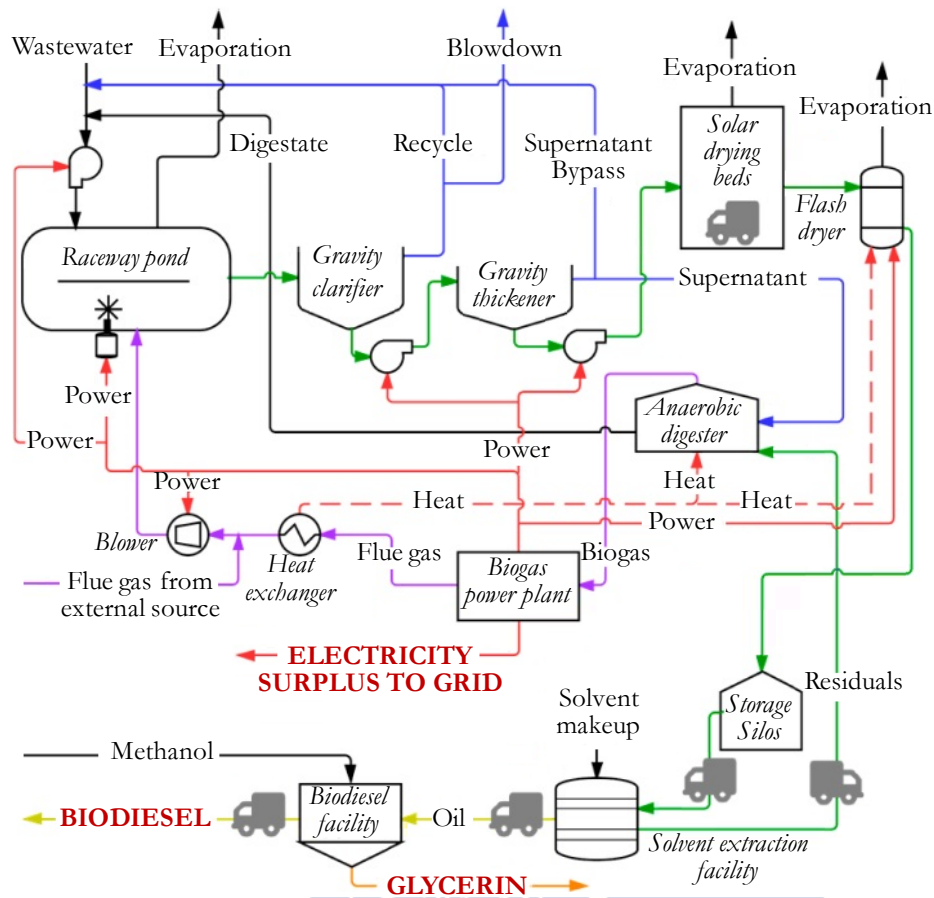 Wastewater
Evaporation
Blowdown
Evaporation
Evaporation
Digestate
Recycle
Supernatant
Bypass
Solar
drying
beds
Flash
dryer
Raceway pond
Gravity
clarifier
Gravity
thickener
Supernatant
Power
Power
Anaerobic
digester
Power
Power
Heat
Heat
Heat
Power
Blower
Heat
exchanger
Flue gas
Biogas
Flue gas from
external source
Biogas
power plant
ELECTRICITY
SURPLUS TO GRID
Solvent
makeup
Storage
Silos
Residuals
Methanol
BIODIESEL
Biodiesel
facility
Oil
Solvent extraction
facility
GLYCERIN